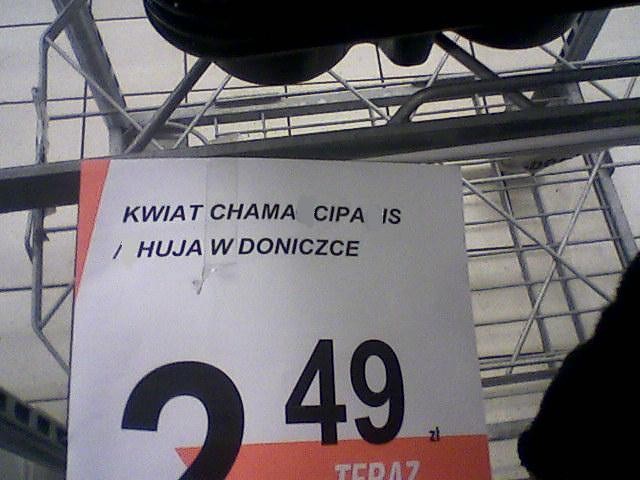 KWIAT CHAMA CIPA IS
/ HUJA W DONICZCE
2 49 zł
TERAZ